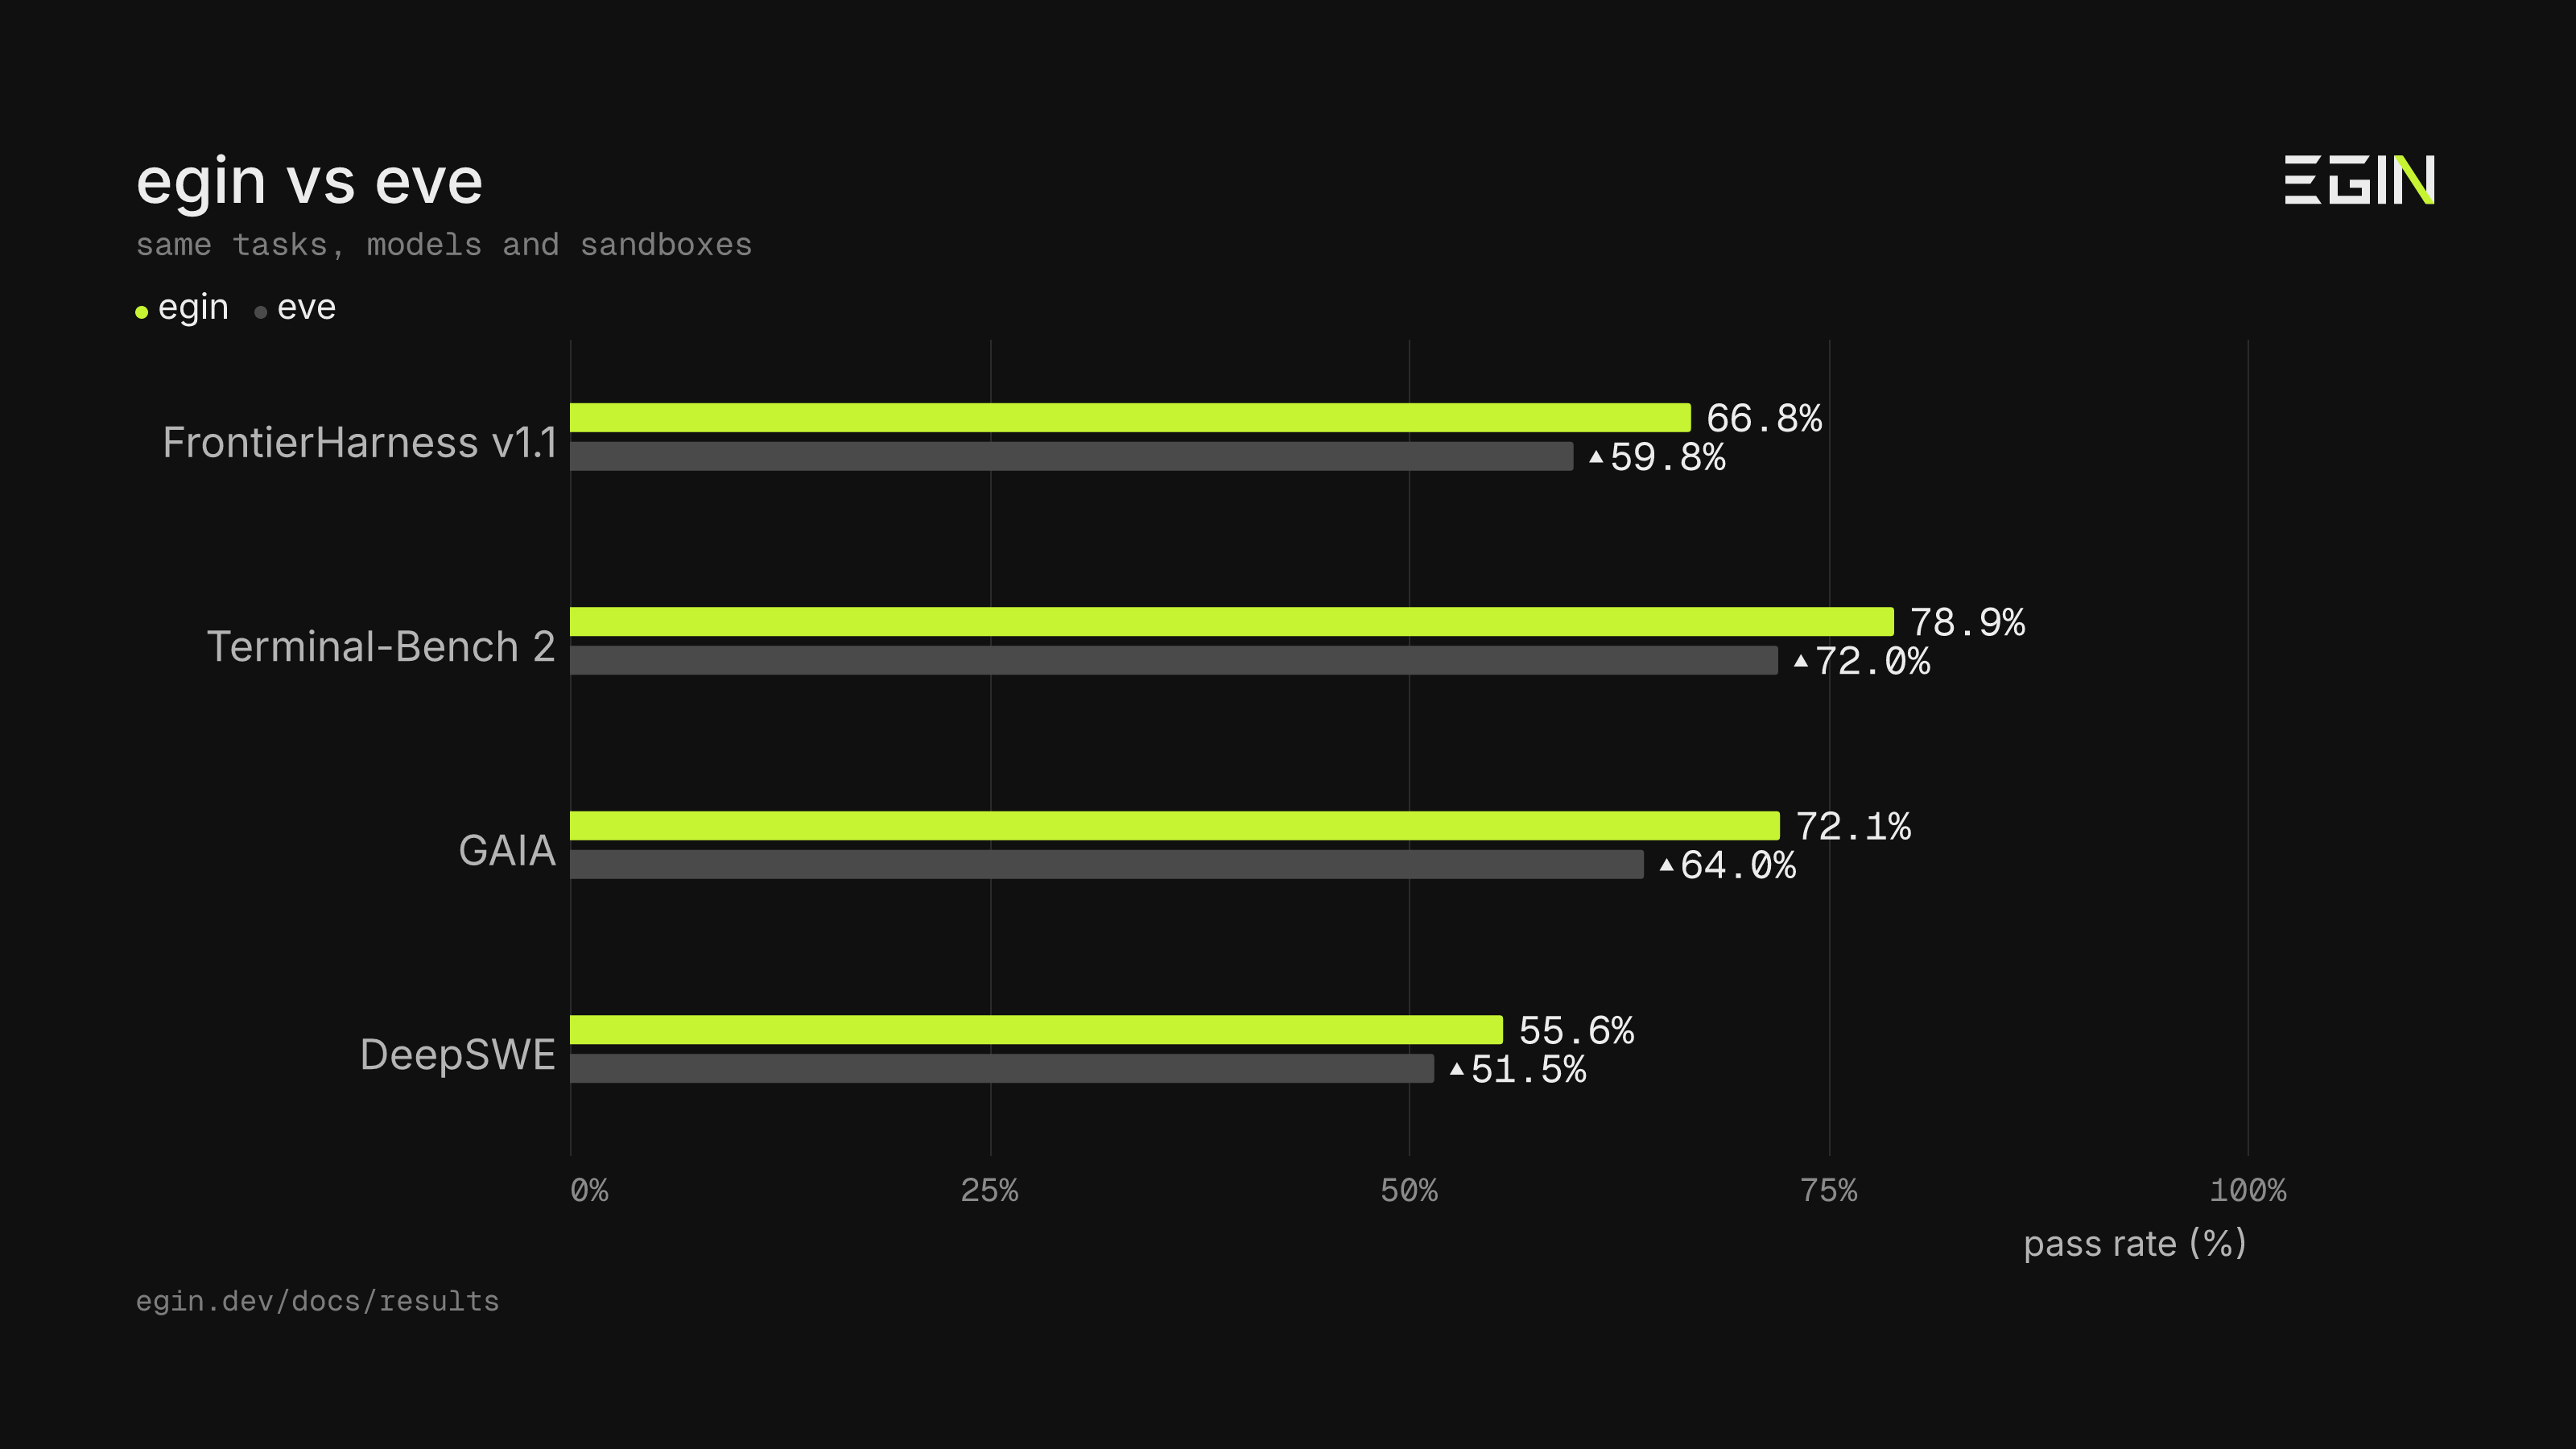 egin vs eve
EGIN
same tasks, models and sandboxes
egin eve
FrontierHarness v1.1
66.8%
▲59.8%
Terminal-Bench 2
78.9%
▲72.0%
GAIA
72.1%
▲64.0%
DeepSWE
55.6%
▲51.5%
0% 25% 50% 75% 100%
pass rate (%)
egin.dev/docs/results